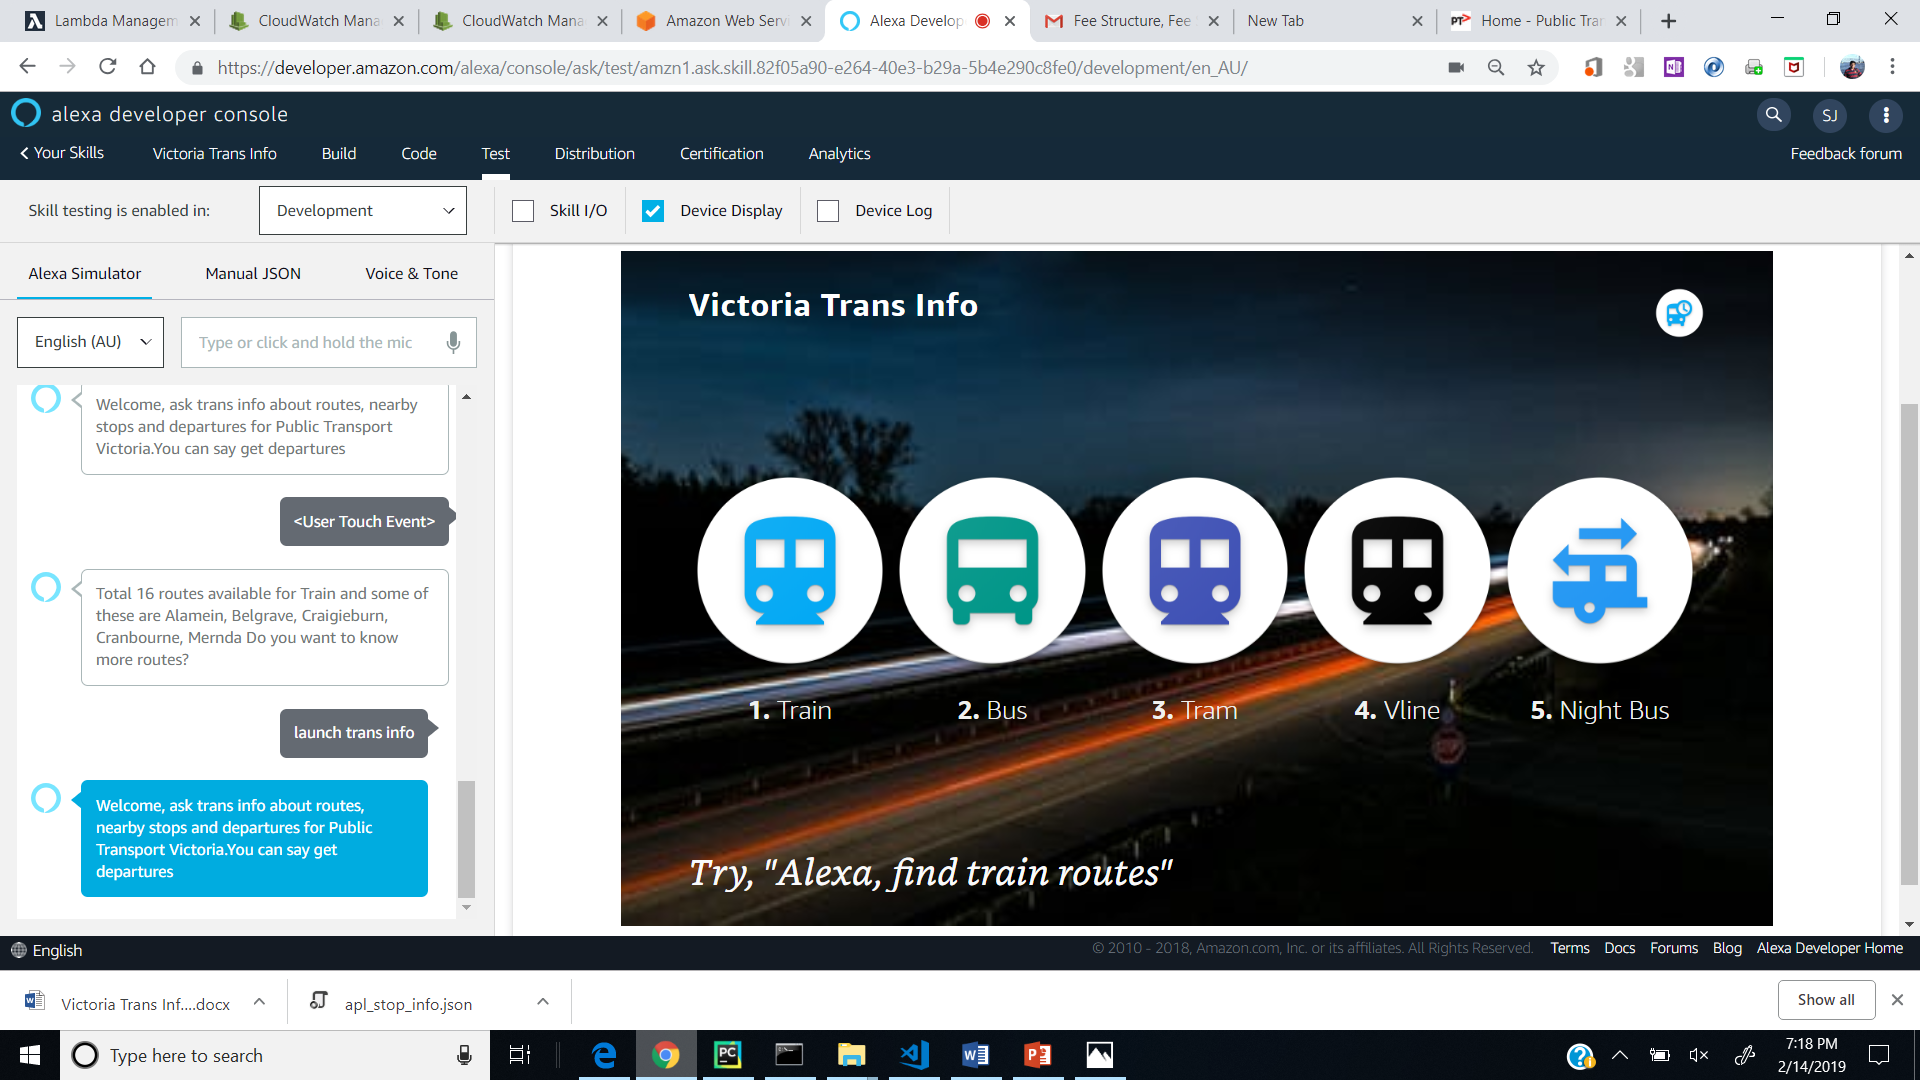 Lambda Managem
CloudWatch Mana
CloudWatch Mana
Amazon Web Servi
Alexa Develop
Fee Structure, Fee
New Tab
PT>
Home - Public Tran
https://developer.amazon.com/alexa/console/ask/test/amzn1.ask.skill.82f05a90-e264-40e3-b29a-5b4e290c8fe0/development/en_AU/
alexa developer console
SJ
Your Skills
Victoria Trans Info
Build
Code
Test
Distribution
Certification
Analytics
Feedback forum
Skill testing is enabled in:
Development
Skill I/O
Device Display
Device Log
Alexa Simulator
Manual JSON
Voice & Tone
English (AU)
Type or click and hold the mic
Welcome, ask trans info about routes, nearby
stops and departures for Public Transport
Victoria.You can say get departures
<User Touch Event>
Total 16 routes available for Train and some of
these are Alamein, Belgrave, Craigieburn,
Cranbourne, Mernda Do you want to know
more routes?
launch trans info
Welcome, ask trans info about routes,
nearby stops and departures for Public
Transport Victoria.You can say get
departures
Victoria Trans Info
1. Train
2. Bus
3. Tram
4. Vline
5. Night Bus
Try, "Alexa, find train routes"
English
© 2010 - 2018, Amazon.com, Inc. or its affiliates. All Rights Reserved.
Terms
Docs
Forums
Blog
Alexa Developer Home
Victoria Trans Inf....docx
apl_stop_info.json
Show all
Type here to search
PC
7:18 PM
2/14/2019